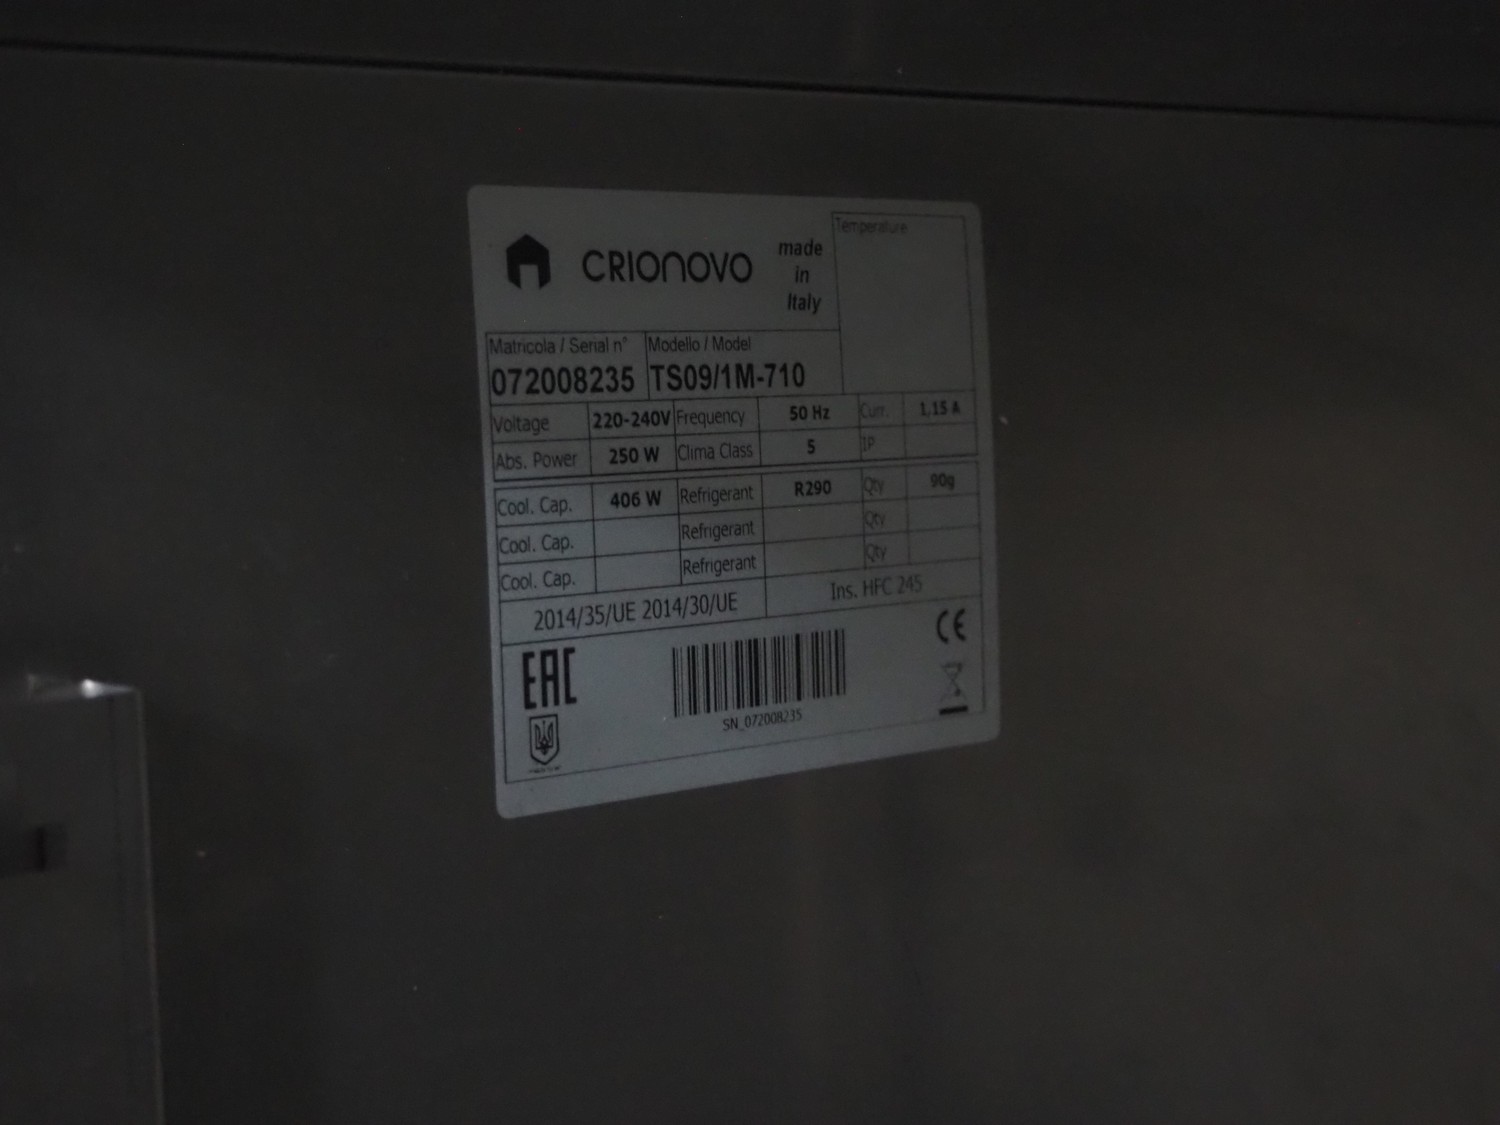 CRIONOVO
made
in
Italy
Temperature
Matricola / Serial n° Modello / Model
072008235 TS09/1M-710
Voltage 220-240V Frequency 50 Hz Curr. 1,15 A
Abs. Power 250 W Clima Class 5 IP
Cool. Cap. 406 W Refrigerant R290 Qty 90g
Cool. Cap. Refrigerant Qty
Cool. Cap. Refrigerant Qty
2014/35/UE 2014/30/UE Ins. HFC 245
EAC CE
SN_072008235